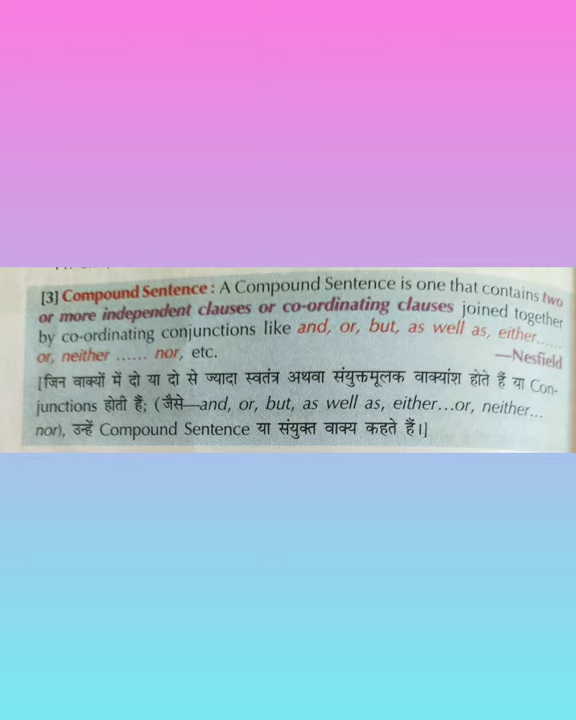 [3] Compound Sentence : A Compound Sentence is one that contains two
or more independent clauses or co-ordinating clauses joined together
by co-ordinating conjunctions like and, or, but, as well as, either......
or, neither ...... nor, etc. —Nesfield
[जिन वाक्यों में दो या दो से ज्यादा स्वतंत्र अथवा संयुक्तमूलक वाक्यांश होते हैं या Con-
junctions होती हैं; (जैसे—and, or, but, as well as, either...or, neither...
nor), उन्हें Compound Sentence या संयुक्त वाक्य कहते हैं।]